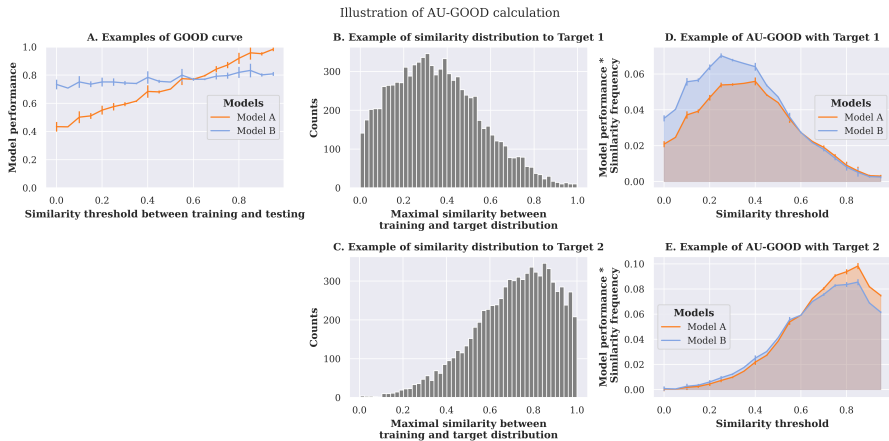 Illustration of AU-GOOD calculation
A. Examples of GOOD curve
Model performance
1.0
0.8
0.6
0.4
0.2
0.0
Models
Model A
Model B
0.0 0.2 0.4 0.6 0.8
Similarity threshold between training and testing
B. Example of similarity distribution to Target 1
Counts
300
200
100
0
0.0 0.2 0.4 0.6 0.8 1.0
Maximal similarity between
training and target distribution
D. Example of AU-GOOD with Target 1
Model performance *
Similarity frequency
0.06
0.04
0.02
0.00
Models
Model A
Model B
0.0 0.2 0.4 0.6 0.8
Similarity threshold
C. Example of similarity distribution to Target 2
Counts
300
200
100
0
0.0 0.2 0.4 0.6 0.8 1.0
Maximal similarity between
training and target distribution
E. Example of AU-GOOD with Target 2
Model performance *
Similarity frequency
0.10
0.08
0.06
0.04
0.02
0.00
Models
Model A
Model B
0.0 0.2 0.4 0.6 0.8
Similarity threshold